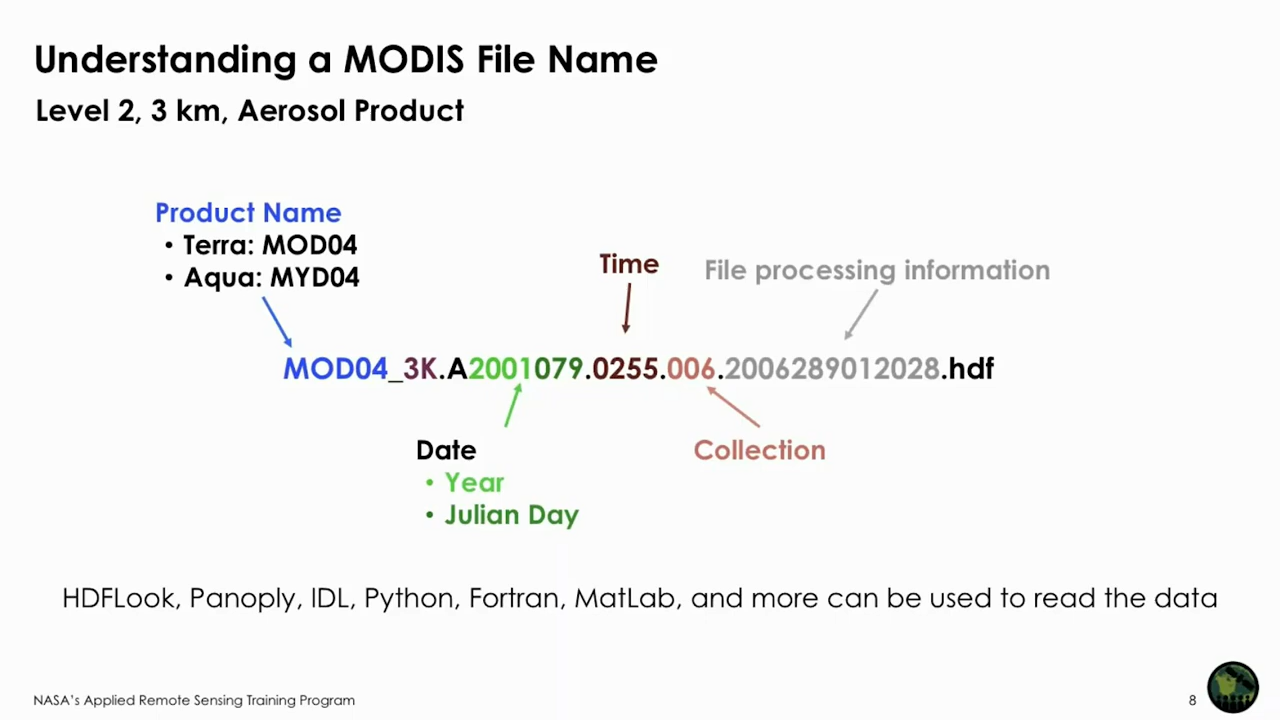 Understanding a MODIS File Name
Level 2, 3 km, Aerosol Product
Product Name
• Terra: MOD04
• Aqua: MYD04
Time
File processing information
MOD04_3K.A2001079.0255.006.2006289012028.hdf
Date
• Year
• Julian Day
Collection
HDFLook, Panoply, IDL, Python, Fortran, MatLab, and more can be used to read the data
NASA's Applied Remote Sensing Training Program
8